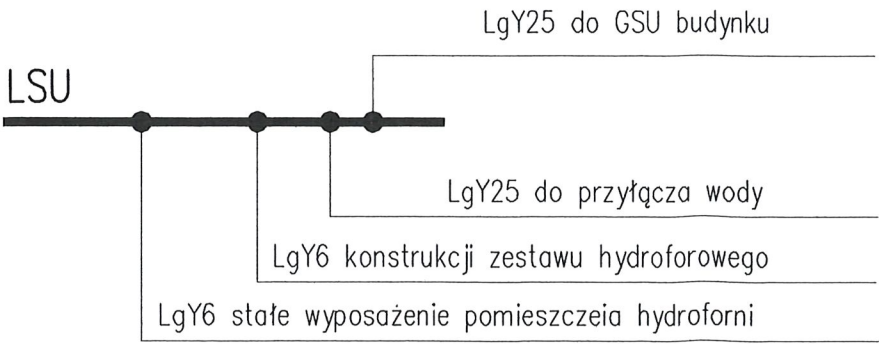 LgY25 do GSU budynku
LSU
LgY25 do przyłącza wody
LgY6 konstrukcji zestawu hydroforowego
LgY6 stałe wyposażenie pomieszczeia hydroforni